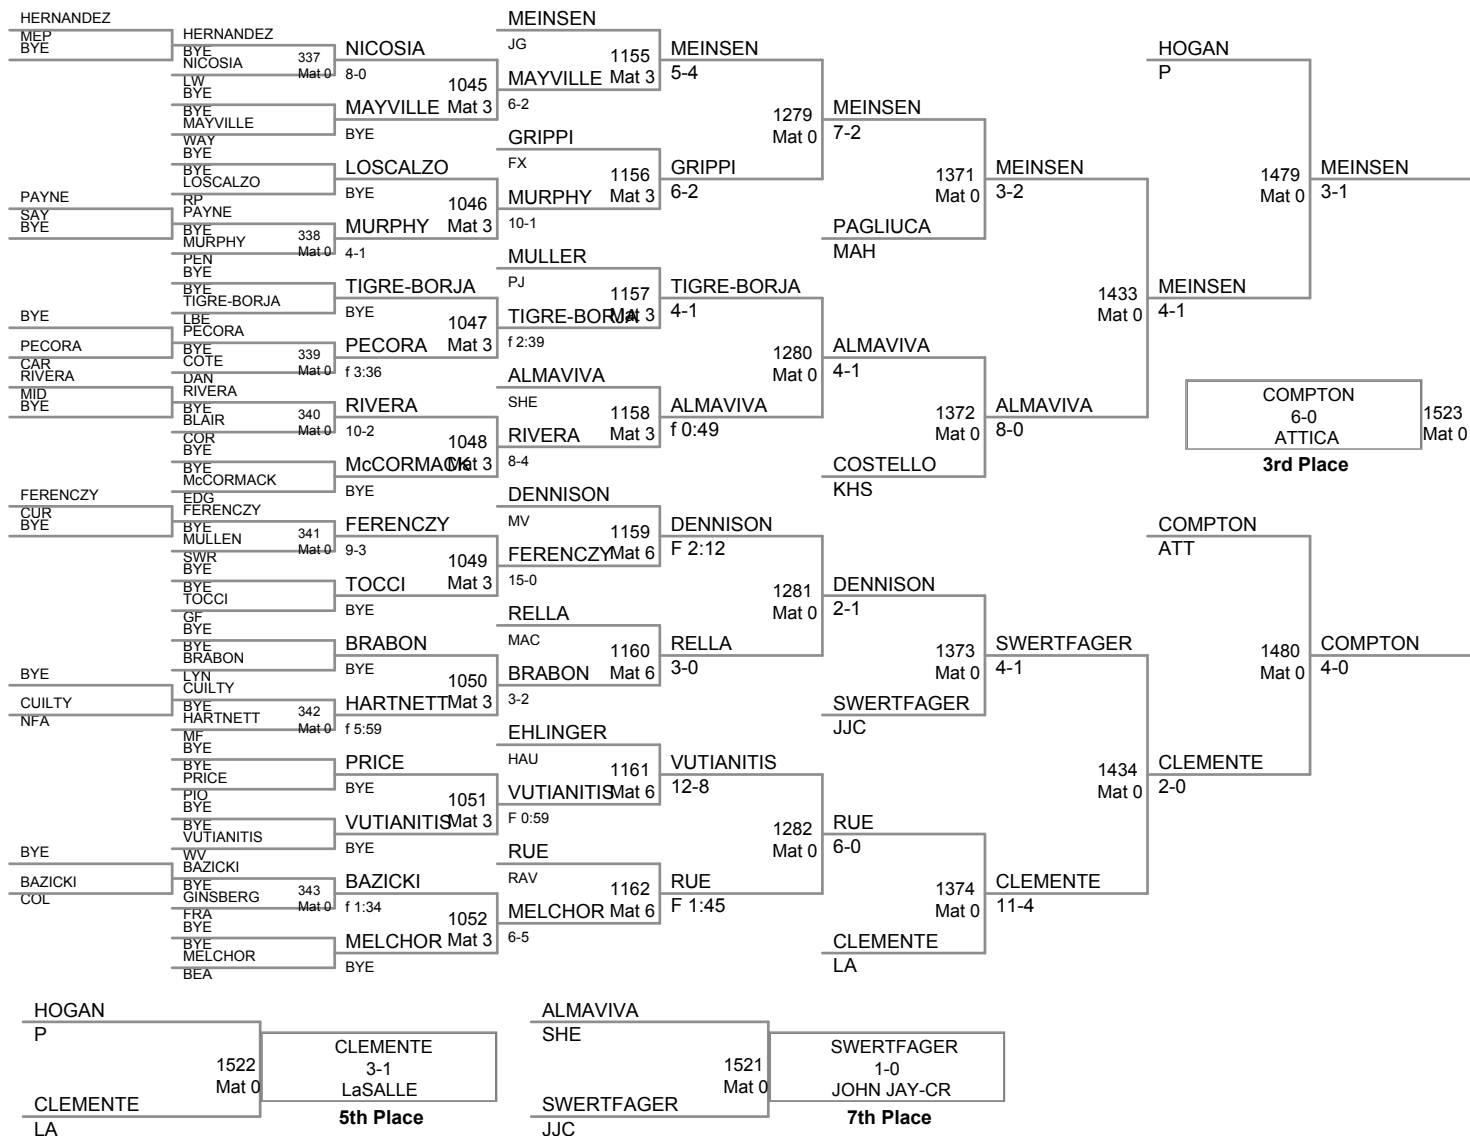 HERNANDEZ
MEP
BYE
PAYNE
SAY
BYE
BYE
PECORA
CAR
RIVERA
MID
BYE
FERENCZY
CUR
BYE
BYE
CUILTY
NFA
BYE
BAZICKI
COL
HERNANDEZ
BYE
NICOSIA
337
Mat 0
LW
BYE
BYE
MAYVILLE
WAY
BYE
BYE
LOSCALZO
RP
PAYNE
BYE
MURPHY
338
Mat 0
PEN
BYE
BYE
TIGRE-BORJA
LBE
PECORA
BYE
COTE
339
Mat 0
DAN
RIVERA
BYE
BLAIR
340
Mat 0
COR
BYE
BYE
McCORMACK
EDG
FERENCZY
BYE
MULLEN
341
Mat 0
SWR
BYE
BYE
TOCCI
GF
BYE
BYE
BRABON
LYN
CUILTY
BYE
HARTNETT
342
Mat 0
MF
BYE
BYE
PRICE
PIO
BYE
BYE
VUTIANITIS
WV
BAZICKI
BYE
GINSBERG
343
Mat 0
FRA
BYE
BYE
MELCHOR
BEA
NICOSIA
8-0
1045
Mat 3
MAYVILLE
BYE
LOSCALZO
BYE
1046
Mat 3
MURPHY
4-1
TIGRE-BORJA
BYE
1047
Mat 3
PECORA
f 3:36
RIVERA
10-2
1048
Mat 3
McCORMACK
BYE
FERENCZY
9-3
1049
Mat 3
TOCCI
BYE
BRABON
BYE
1050
Mat 3
HARTNETT
f 5:59
PRICE
BYE
1051
Mat 3
VUTIANITIS
BYE
BAZICKI
f 1:34
1052
Mat 3
MELCHOR
BYE
MEINSEN
JG
1155
Mat 3
MAYVILLE
6-2
GRIPPI
FX
1156
Mat 3
MURPHY
10-1
MULLER
PJ
1157
Mat 3
TIGRE-BORJA
f 2:39
ALMAVIVA
SHE
1158
Mat 3
RIVERA
8-4
DENNISON
MV
1159
Mat 6
FERENCZY
15-0
RELLA
MAC
1160
Mat 6
BRABON
3-2
EHLINGER
HAU
1161
Mat 6
VUTIANITIS
F 0:59
RUE
RAV
1162
Mat 6
MELCHOR
6-5
MEINSEN
5-4
1279
Mat 0
GRIPPI
6-2
TIGRE-BORJA
4-1
1280
Mat 0
ALMAVIVA
f 0:49
DENNISON
F 2:12
1281
Mat 0
RELLA
3-0
VUTIANITIS
12-8
1282
Mat 0
RUE
F 1:45
MEINSEN
7-2
1371
Mat 0
PAGLIUCA
MAH
ALMAVIVA
4-1
1372
Mat 0
COSTELLO
KHS
DENNISON
2-1
1373
Mat 0
SWERTFAGER
JJC
RUE
6-0
1374
Mat 0
CLEMENTE
LA
MEINSEN
3-2
1433
Mat 0
ALMAVIVA
8-0
SWERTFAGER
4-1
1434
Mat 0
CLEMENTE
11-4
HOGAN
P
1479
Mat 0
MEINSEN
4-1
COMPTON
ATT
1480
Mat 0
CLEMENTE
2-0
MEINSEN
3-1
COMPTON
6-0
ATTICA
1523
Mat 0
3rd Place
COMPTON
4-0
HOGAN
P
1522
Mat 0
CLEMENTE
LA
CLEMENTE
3-1
LaSALLE
5th Place
ALMAVIVA
SHE
1521
Mat 0
SWERTFAGER
JJC
SWERTFAGER
1-0
JOHN JAY-CR
7th Place